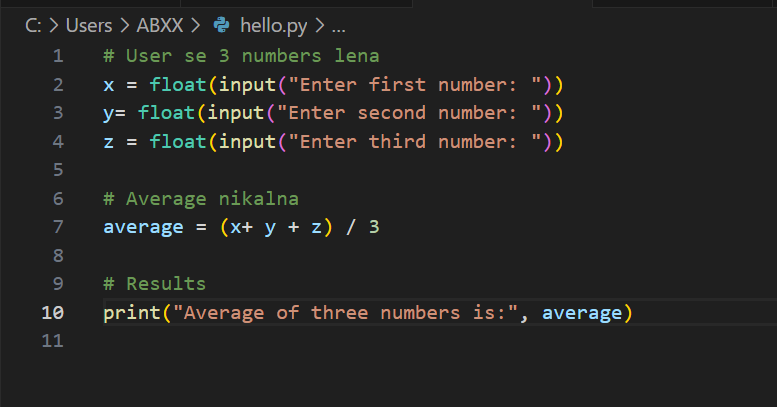 C: > Users > ABXX > hello.py > ...
1 # User se 3 numbers lena
2 x = float(input("Enter first number: "))
3 y= float(input("Enter second number: "))
4 z = float(input("Enter third number: "))
5
6 # Average nikalna
7 average = (x+ y + z) / 3
8
9 # Results
10 print("Average of three numbers is:", average)
11